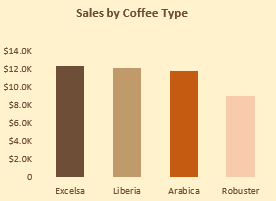 Sales by Coffee Type
$14.0K
$12.0K
$10.0K
$8.0K
$6.0K
$4.0K
$2.0K
0
Excelsa Liberia Arabica Robuster